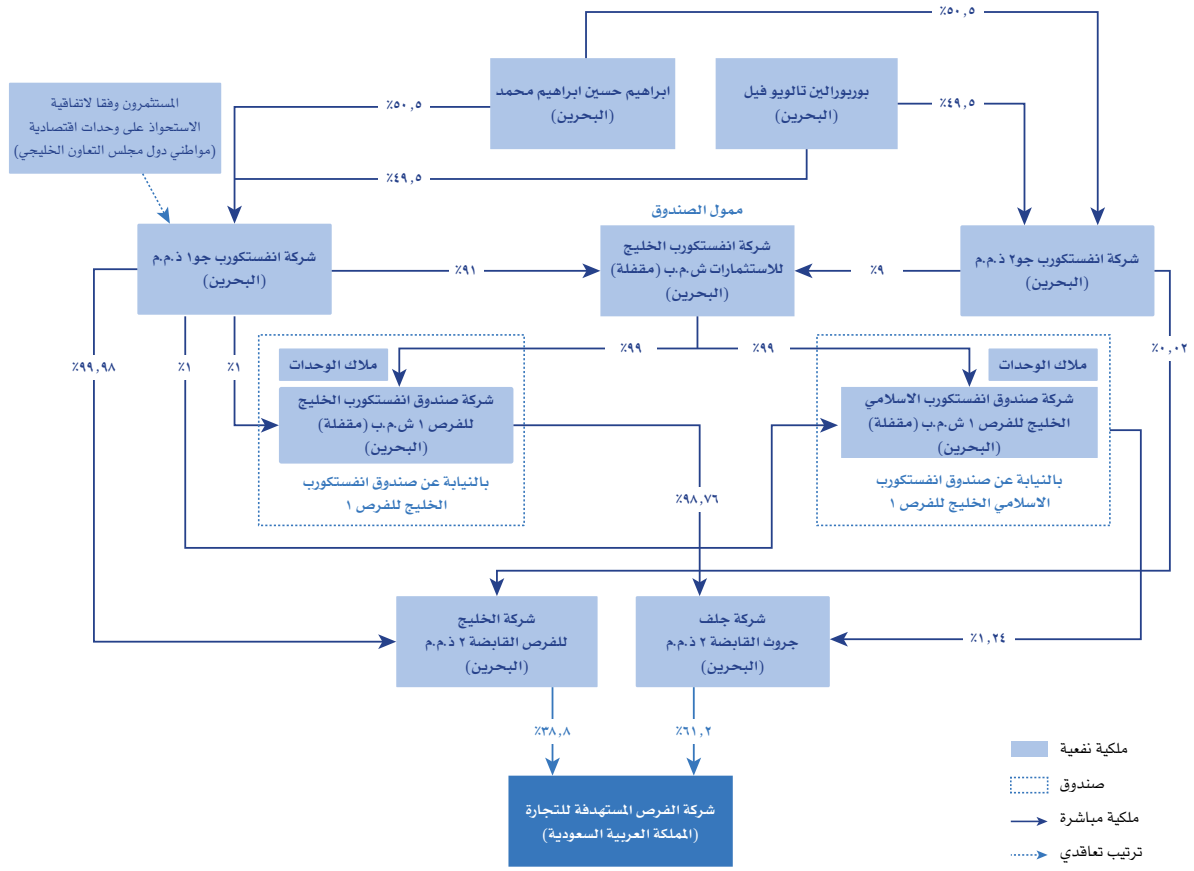 ٪٥٠,٥
ابراهيم حسين ابراهيم محمد
(البحرين)
بوربورالين تالويو فيل
(البحرين)
المستثمرون وفقا لاتفاقية
الاستحواذ على وحدات اقتصادية
(مواطني دول مجلس التعاون الخليجي)
٪٥٠,٥
٪٤٩,٥
٪٤٩,٥
ممول الصندوق
شركة انفستكورب جو٢ ذ.م.م
(البحرين)
شركة انفستكورب الخليج
للاستثمارات ش.م.ب (مقفلة)
(البحرين)
شركة انفستكورب جو١ ذ.م.م
(البحرين)
٪٩
٪٩١
٪٠,٠٢
٪٩٩
٪٩٩
٪١
٪١
٪٩٩,٩٨
ملاك الوحدات
شركة صندوق انفستكورب الاسلامي
الخليج للفرص ١ ش.م.ب (مقفلة)
(البحرين)
بالنيابة عن صندوق انفستكورب
الاسلامي الخليج للفرص ١
ملاك الوحدات
شركة صندوق انفستكورب الخليج
للفرص ١ ش.م.ب (مقفلة)
(البحرين)
بالنيابة عن صندوق انفستكورب
الخليج للفرص ١
٪٩٨,٧٦
٪١,٢٤
شركة جلف
جروث القابضة ٢ ذ.م.م
(البحرين)
شركة الخليج
للفرص القابضة ٢ ذ.م.م
(البحرين)
٪٦١,٢
٪٣٨,٨
شركة الفرص المستهدفة للتجارة
(المملكة العربية السعودية)
ملكية نفعية
صندوق
ملكية مباشرة
ترتيب تعاقدي